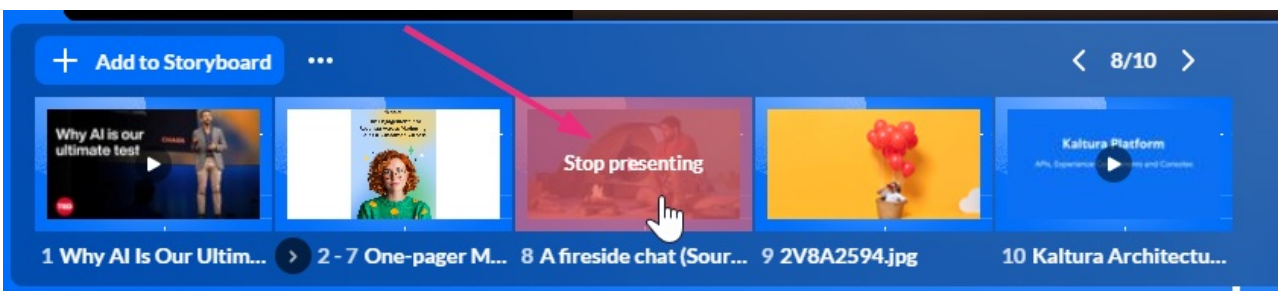 Add to Storyboard
8/10
Why AI is our
ultimate test
TED
Stop presenting
Kaltura Platform
1 Why AI Is Our Ultim...
2 - 7 One-pager M...
8 A fireside chat (Sour...
9 2V8A2594.jpg
10 Kaltura Architectu...